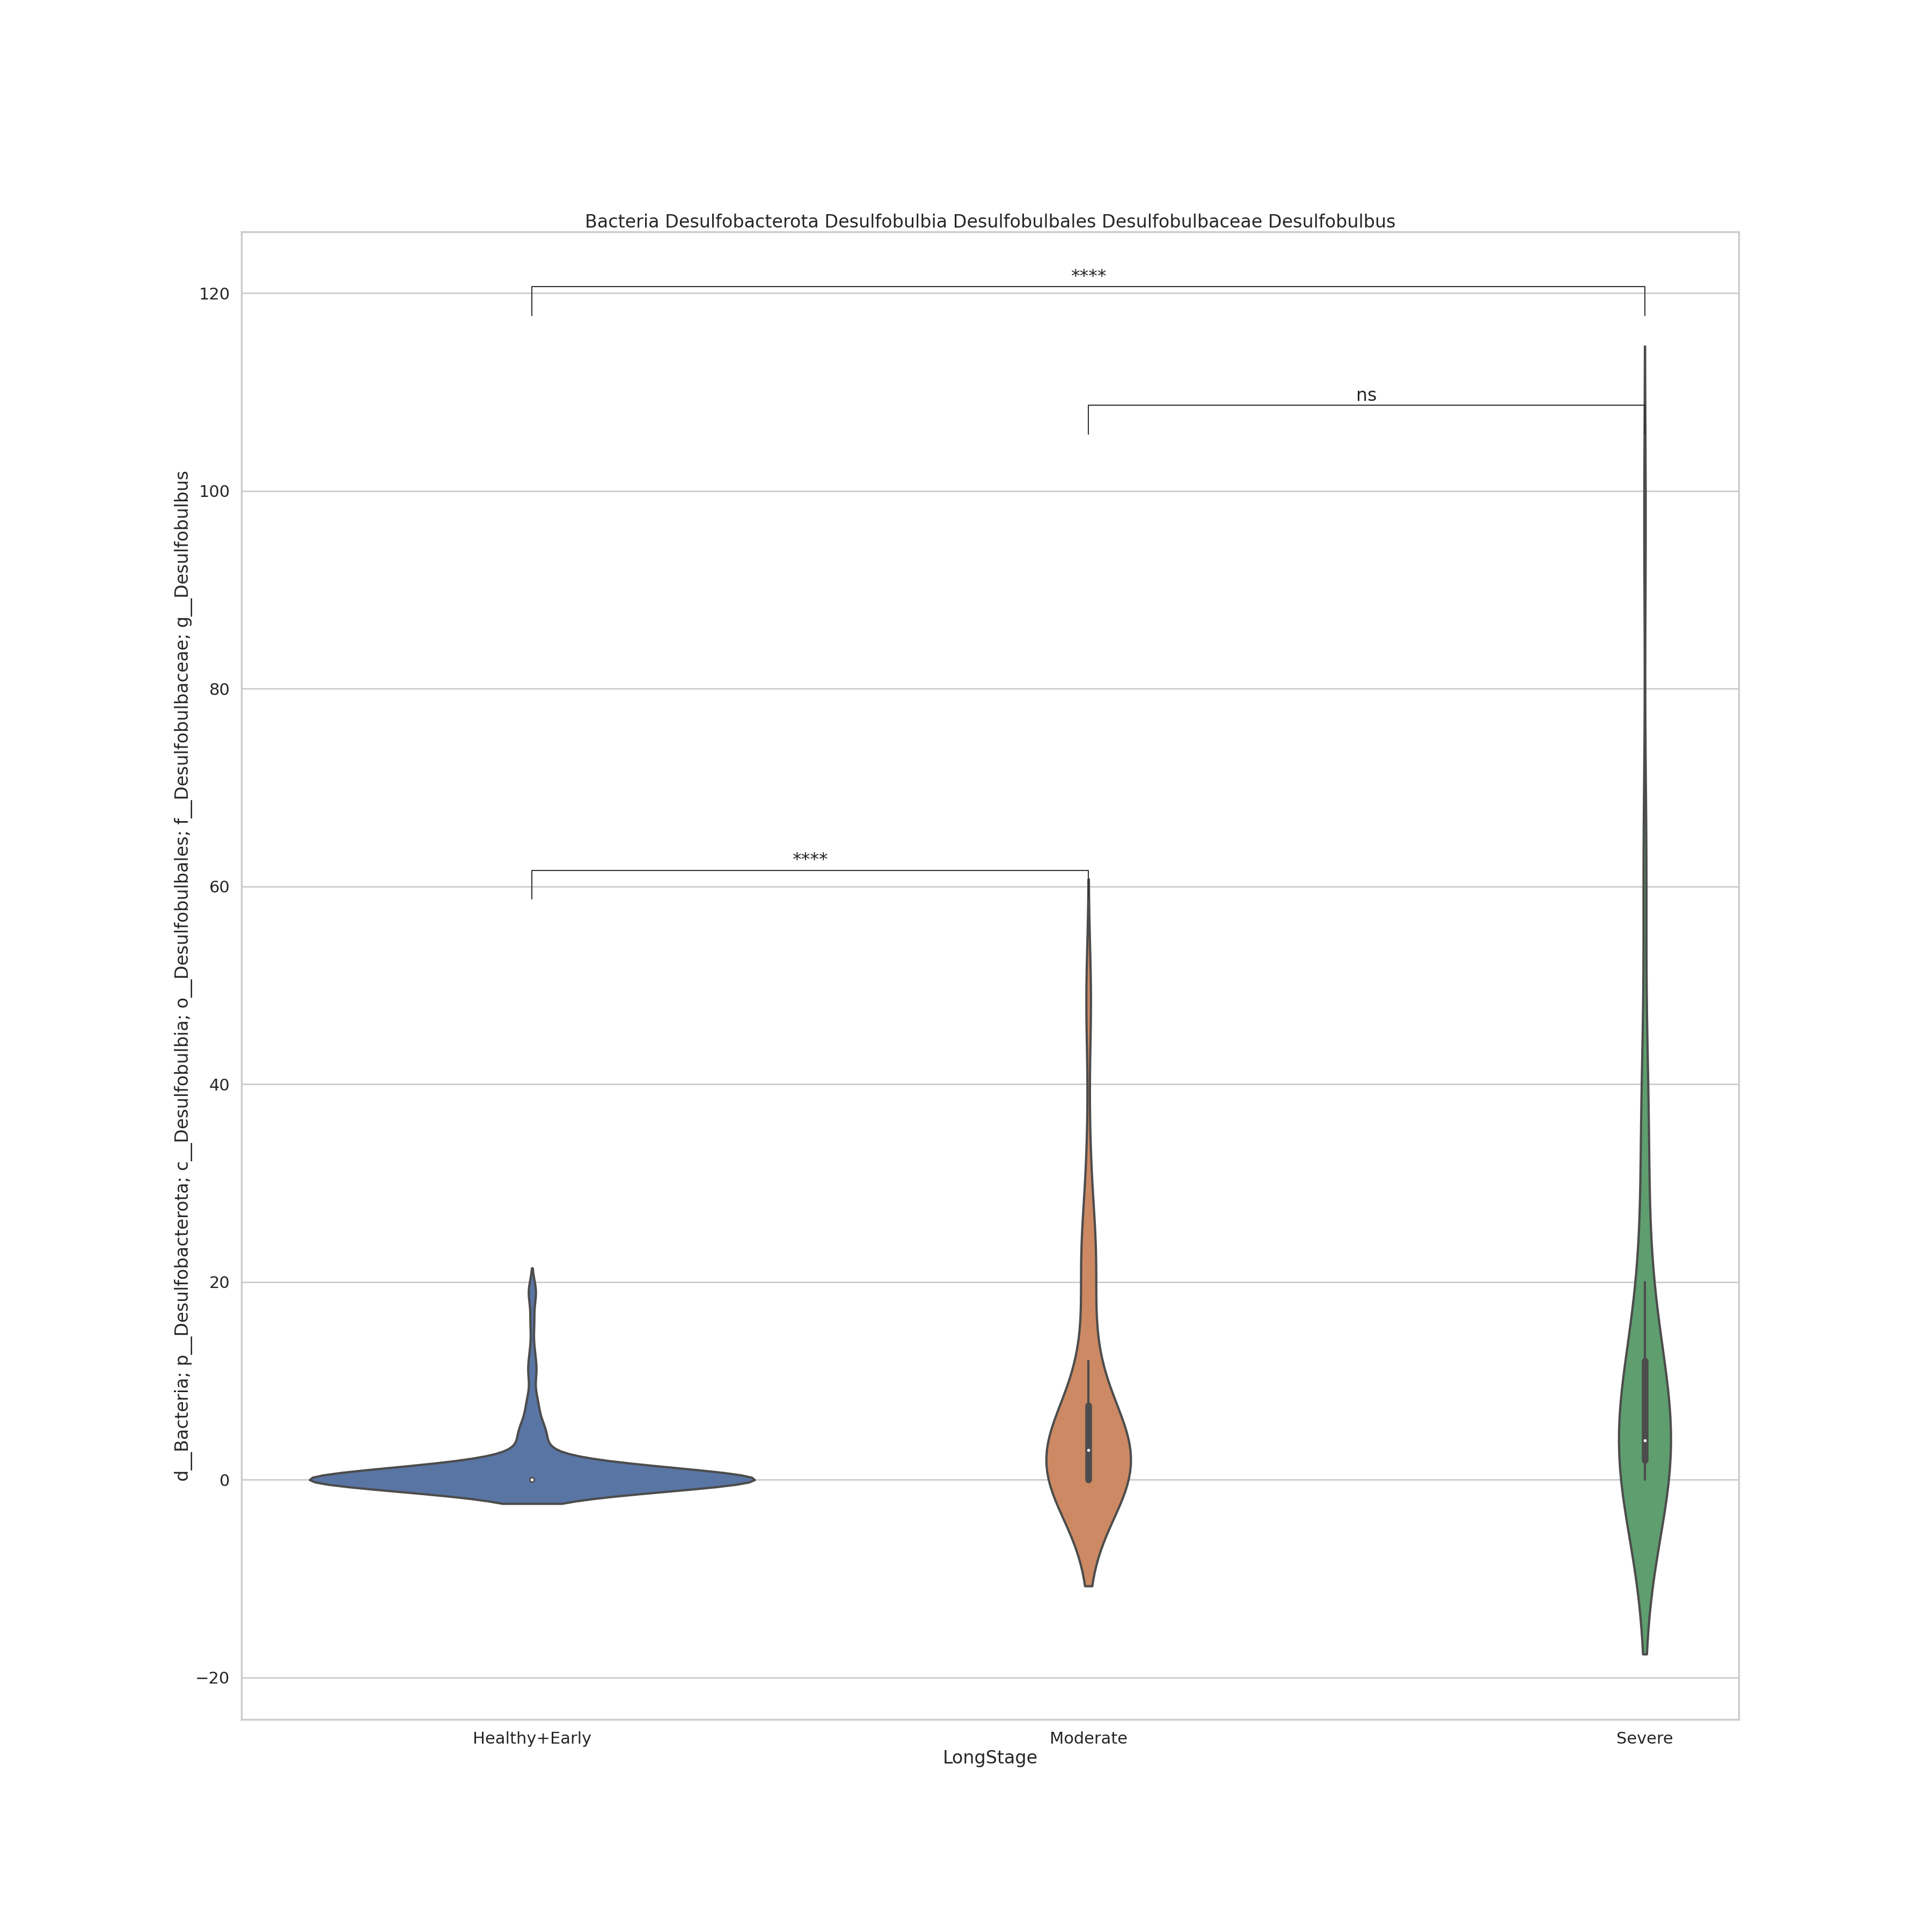 Bacteria Desulfobacterota Desulfobulbia Desulfobulbales Desulfobulbaceae Desulfobulbus
d__Bacteria; p__Desulfobacterota; c__Desulfobulbia; o__Desulfobulbales; f__Desulfobulbaceae; g__Desulfobulbus
120
100
80
60
40
20
0
−20
****
ns
****
Healthy+Early
Moderate
Severe
LongStage